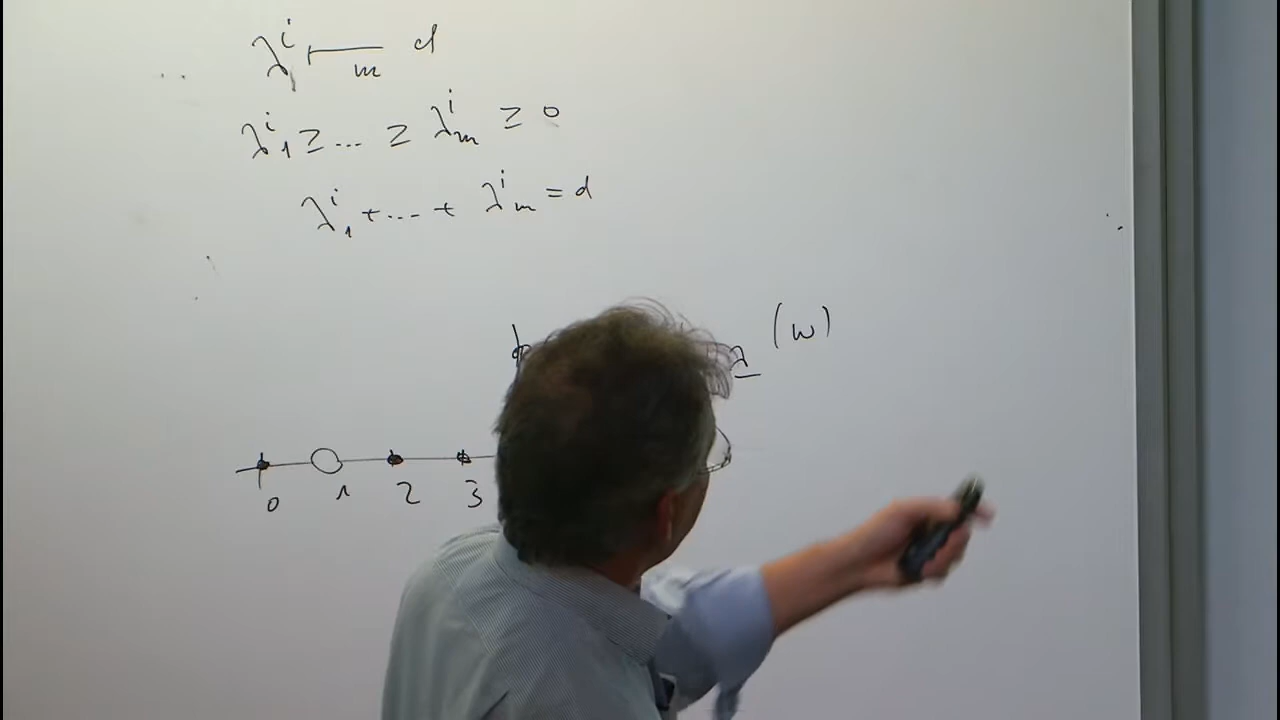 λ^i ⊢_m d
λ^i_1 ≥ ... ≥ λ^i_m ≥ 0
λ^i_1 + ... + λ^i_m = d
λ (w)
0 1 2 3